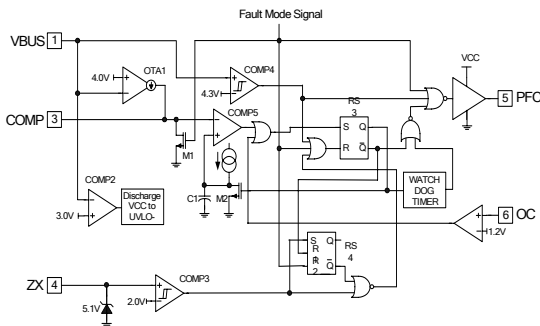 Fault Mode Signal
VBUS 1
OTA1
4.0V
COMP4
4.3V
VCC
5 PFC
COMP 3
COMP5
RS
3
S Q
R Q
M1
COMP2
3.0V
Discharge
VCC to
UVLO-
C1
M2
WATCH
DOG
TIMER
6 OC
1.2V
S Q
R
R1
2 Q
RS
4
ZX 4
COMP3
5.1V
2.0V